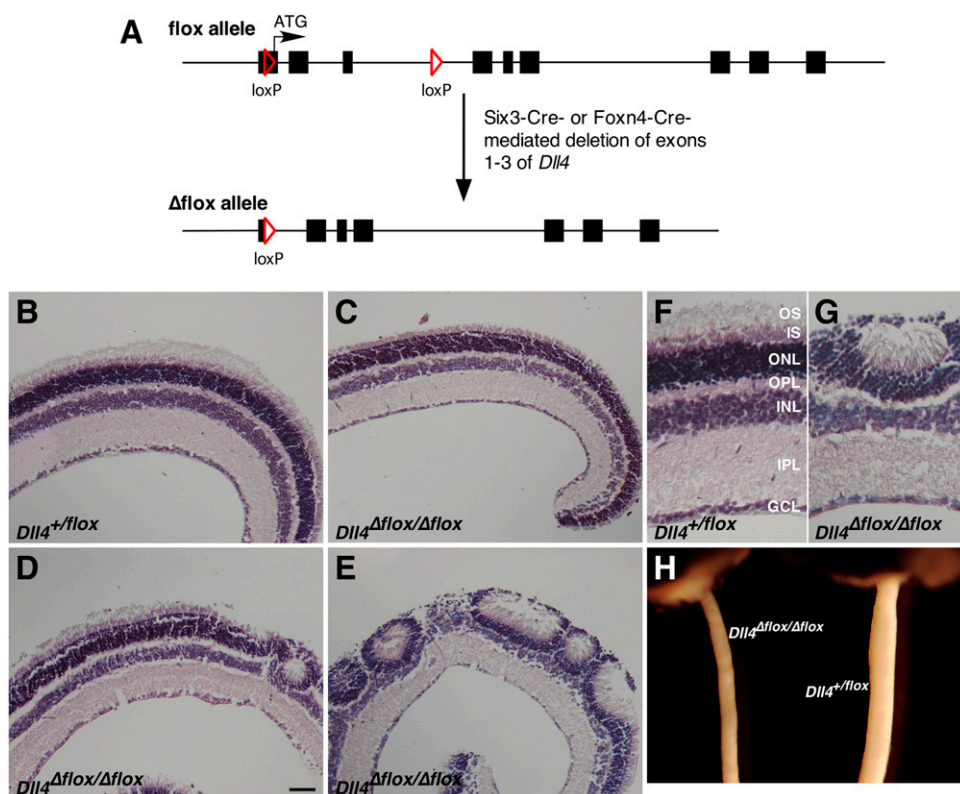 A
flox allele
ATG
loxP
loxP
Six3-Cre- or Foxn4-Cre-
mediated deletion of exons
1-3 of Dll4
Δflox allele
loxP
B
Dll4+/flox
C
Dll4Δflox/Δflox
F
OS
IS
ONL
OPL
INL
IPL
GCL
Dll4+/flox
G
Dll4Δflox/Δflox
D
Dll4Δflox/Δflox
E
Dll4Δflox/Δflox
H
Dll4Δflox/Δflox
Dll4+/flox